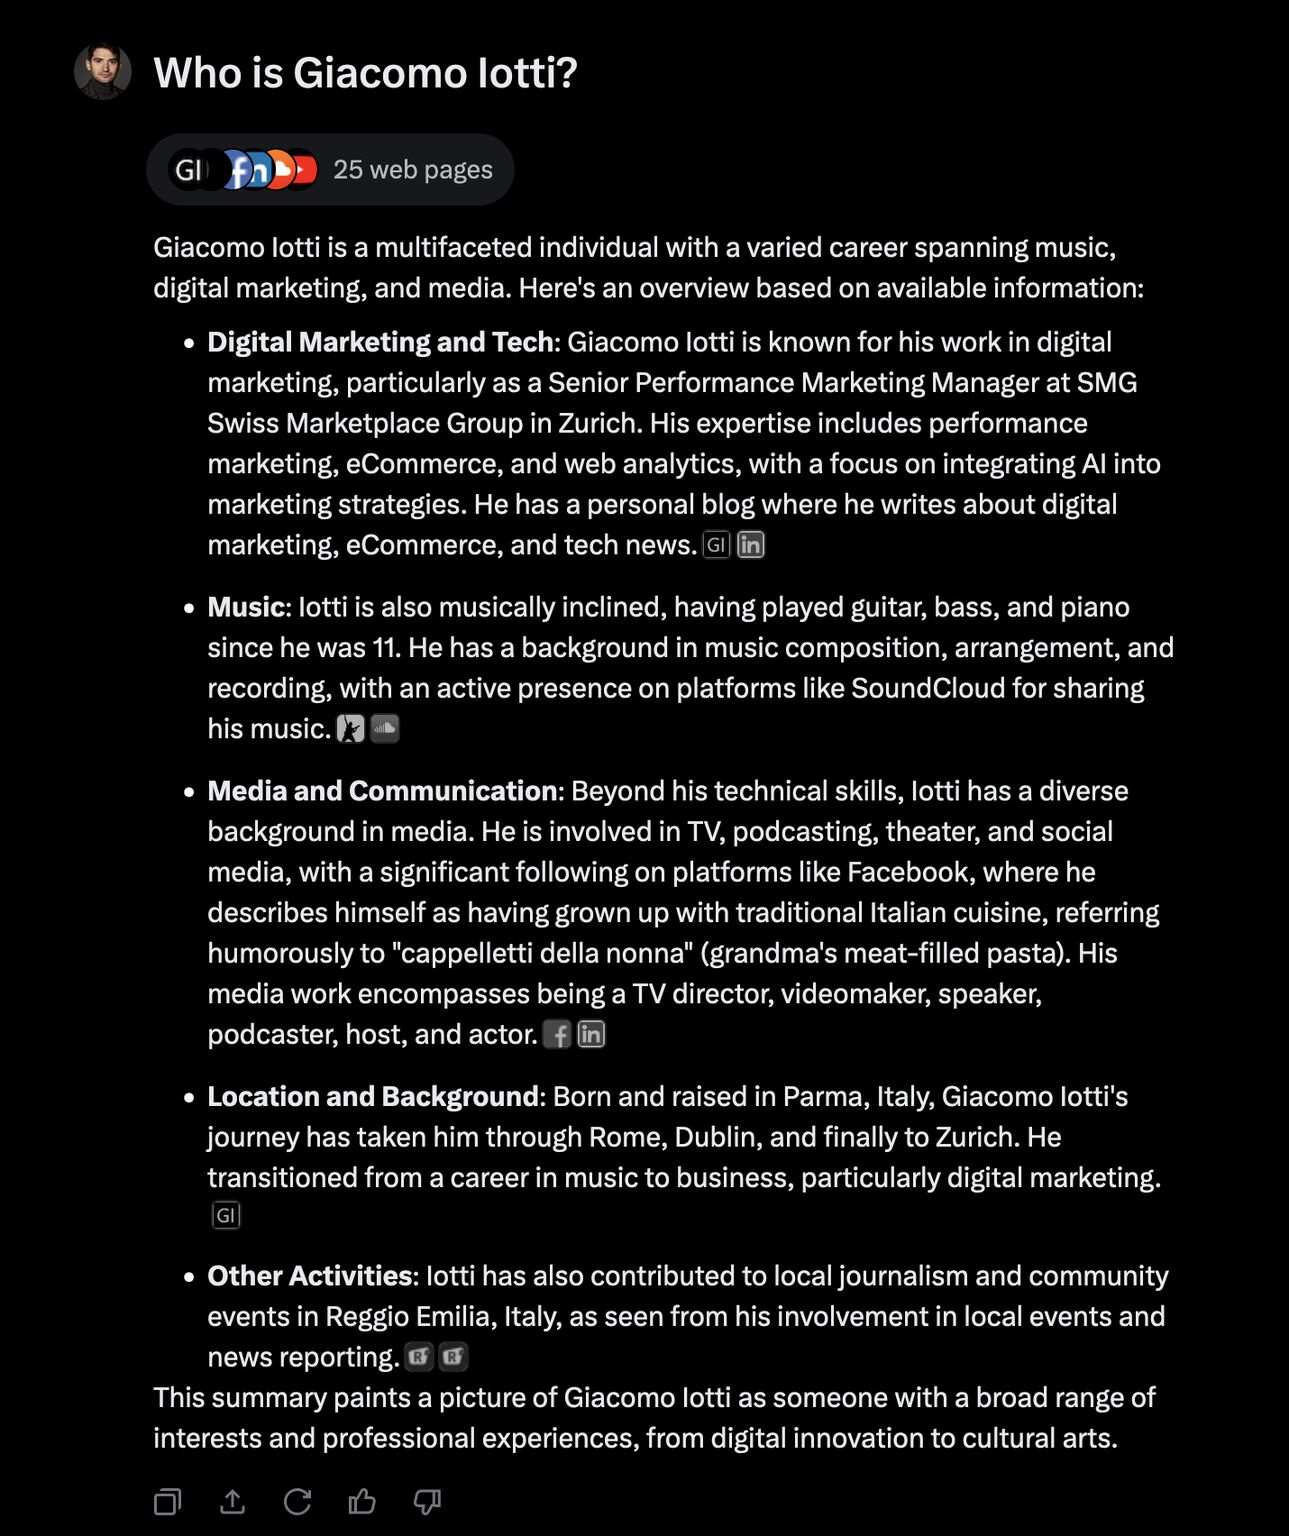 Who is Giacomo Iotti?
GI
25 web pages
Giacomo Iotti is a multifaceted individual with a varied career spanning music,
digital marketing, and media. Here's an overview based on available information:
• Digital Marketing and Tech: Giacomo Iotti is known for his work in digital
marketing, particularly as a Senior Performance Marketing Manager at SMG
Swiss Marketplace Group in Zurich. His expertise includes performance
marketing, eCommerce, and web analytics, with a focus on integrating AI into
marketing strategies. He has a personal blog where he writes about digital
marketing, eCommerce, and tech news. GI in
• Music: Iotti is also musically inclined, having played guitar, bass, and piano
since he was 11. He has a background in music composition, arrangement, and
recording, with an active presence on platforms like SoundCloud for sharing
his music.
• Media and Communication: Beyond his technical skills, Iotti has a diverse
background in media. He is involved in TV, podcasting, theater, and social
media, with a significant following on platforms like Facebook, where he
describes himself as having grown up with traditional Italian cuisine, referring
humorously to "cappelletti della nonna" (grandma's meat-filled pasta). His
media work encompasses being a TV director, videomaker, speaker,
podcaster, host, and actor. f in
• Location and Background: Born and raised in Parma, Italy, Giacomo Iotti's
journey has taken him through Rome, Dublin, and finally to Zurich. He
transitioned from a career in music to business, particularly digital marketing.
GI
• Other Activities: Iotti has also contributed to local journalism and community
events in Reggio Emilia, Italy, as seen from his involvement in local events and
news reporting. R R
This summary paints a picture of Giacomo Iotti as someone with a broad range of
interests and professional experiences, from digital innovation to cultural arts.